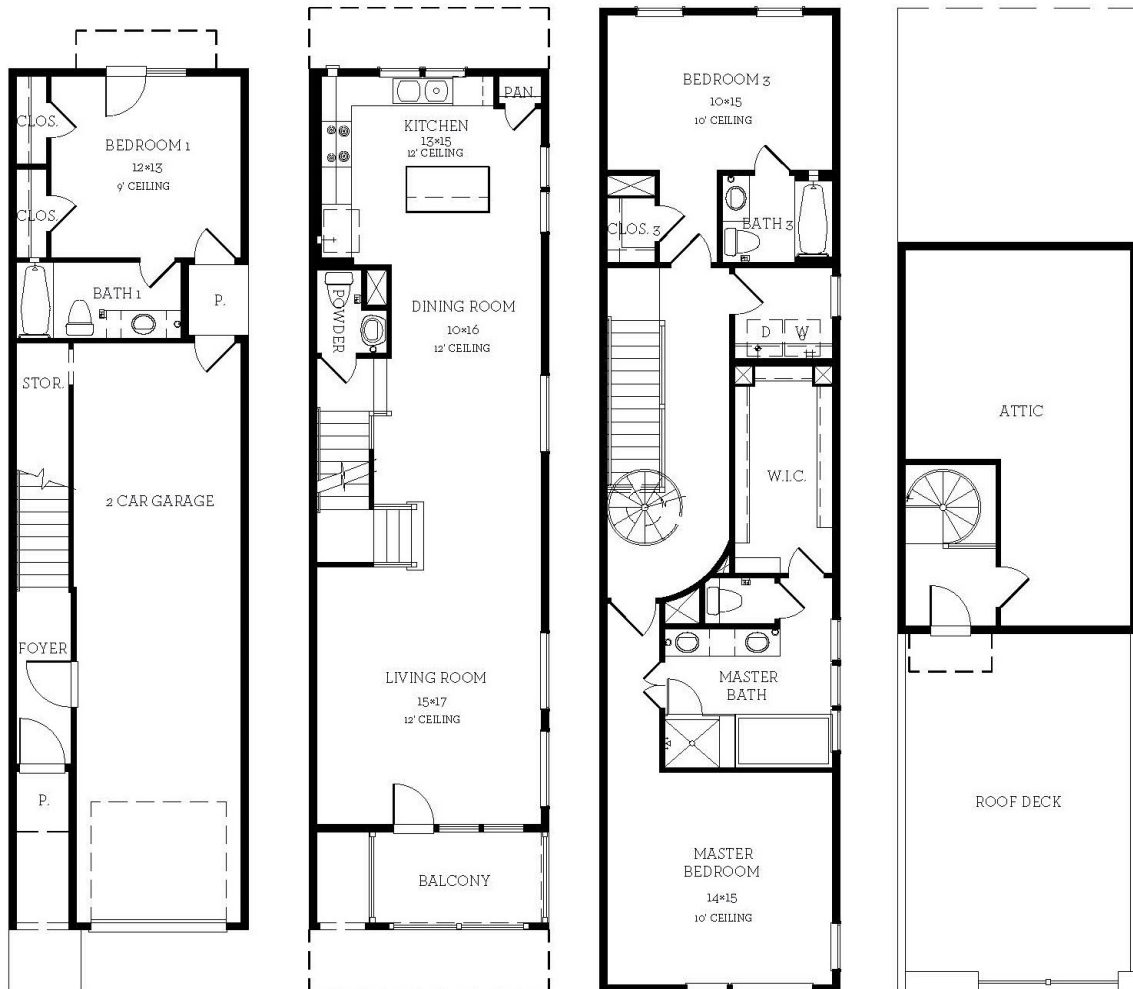 CLOS.
BEDROOM 1
12×13
9' CEILING
CLOS.
BATH 1
P.
STOR.
2 CAR GARAGE
FOYER
P.
PAN.
KITCHEN
13×15
12' CEILING
POWDER
DINING ROOM
10×16
12' CEILING
LIVING ROOM
15×17
12' CEILING
BALCONY
BEDROOM 3
10×15
10' CEILING
CLOS. 3
BATH 3
D
W
W.I.C.
MASTER
BATH
MASTER
BEDROOM
14×15
10' CEILING
ATTIC
ROOF DECK